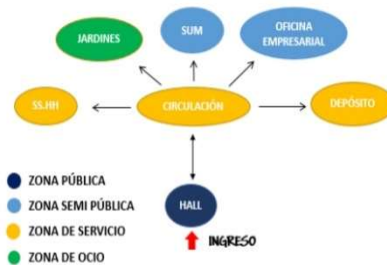 JARDINES
SUM
OFICINA
EMPRESARIAL
SS.HH
CIRCULACIÓN
DEPÓSITO
ZONA PÚBLICA
ZONA SEMI PÚBLICA
ZONA DE SERVICIO
ZONA DE OCIO
HALL
INGRESO